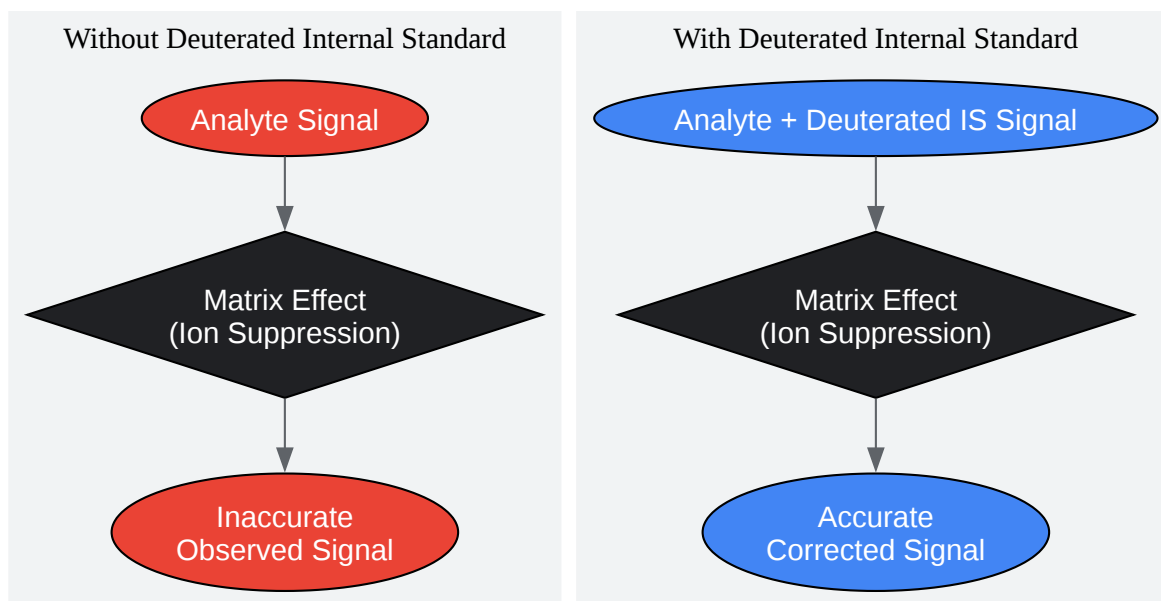 Without Deuterated Internal Standard
Analyte Signal
Matrix Effect
(Ion Suppression)
Inaccurate
Observed Signal
With Deuterated Internal Standard
Analyte + Deuterated IS Signal
Matrix Effect
(Ion Suppression)
Accurate
Corrected Signal